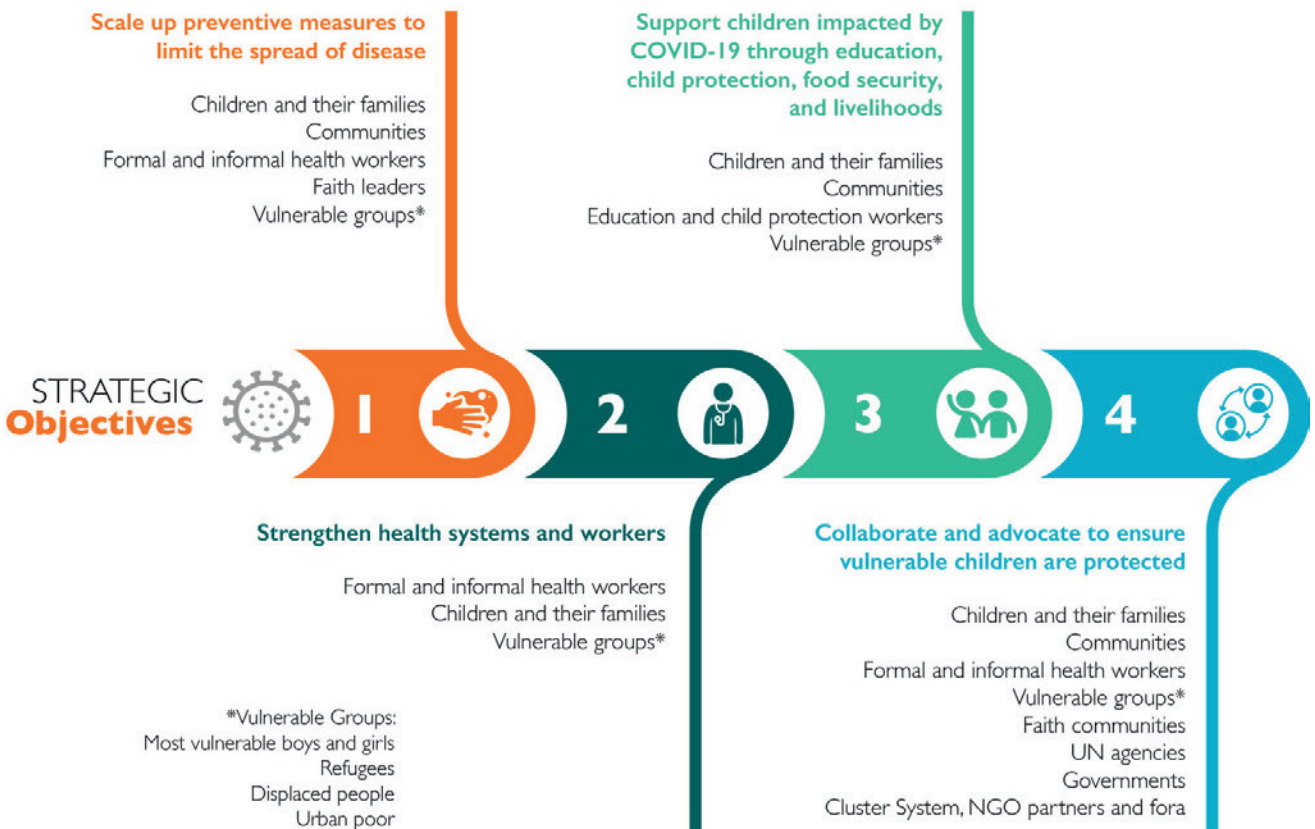 Scale up preventive measures to
limit the spread of disease
Children and their families
Communities
Formal and informal health workers
Faith leaders
Vulnerable groups*
Support children impacted by
COVID-19 through education,
child protection, food security,
and livelihoods
Children and their families
Communities
Education and child protection workers
Vulnerable groups*
STRATEGIC
Objectives
1
2
3
4
Strengthen health systems and workers
Formal and informal health workers
Children and their families
Vulnerable groups*
*Vulnerable Groups:
Most vulnerable boys and girls
Refugees
Displaced people
Urban poor
Collaborate and advocate to ensure
vulnerable children are protected
Children and their families
Communities
Formal and informal health workers
Vulnerable groups*
Faith communities
UN agencies
Governments
Cluster System, NGO partners and fora